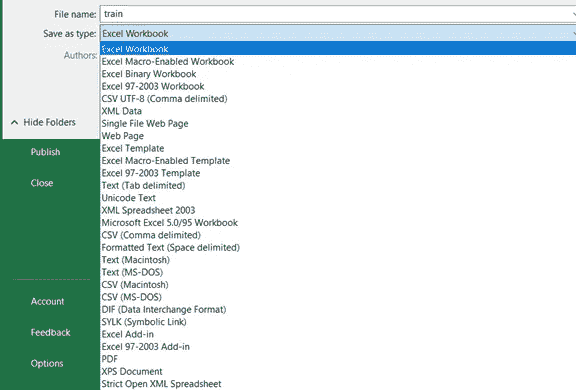 File name: train
Save as type: Excel Workbook
Authors: Excel Workbook
Excel Macro-Enabled Workbook
Excel Binary Workbook
Excel 97-2003 Workbook
CSV UTF-8 (Comma delimited)
XML Data
Hide Folders Single File Web Page
Web Page
Publish Excel Template
Excel Macro-Enabled Template
Excel 97-2003 Template
Close Text (Tab delimited)
Unicode Text
XML Spreadsheet 2003
Microsoft Excel 5.0/95 Workbook
CSV (Comma delimited)
Formatted Text (Space delimited)
Text (Macintosh)
Text (MS-DOS)
CSV (Macintosh)
Account CSV (MS-DOS)
DIF (Data Interchange Format)
SYLK (Symbolic Link)
Feedback Excel Add-in
Excel 97-2003 Add-in
Options PDF
XPS Document
Strict Open XML Spreadsheet